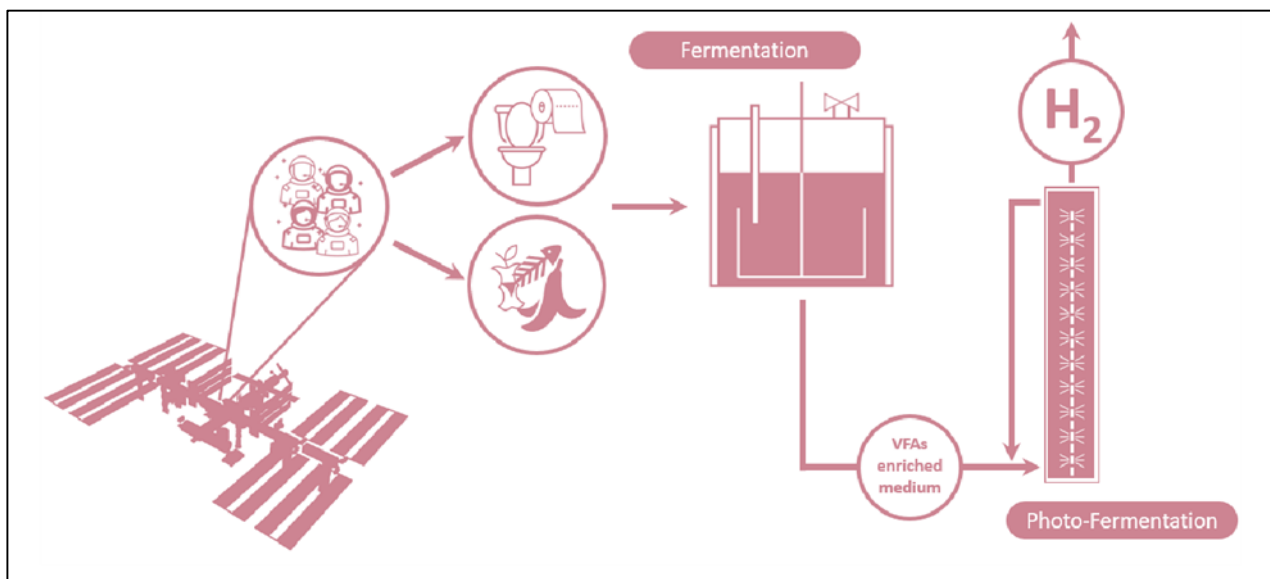 Fermentation
H2
VFAs
enriched
medium
Photo-Fermentation